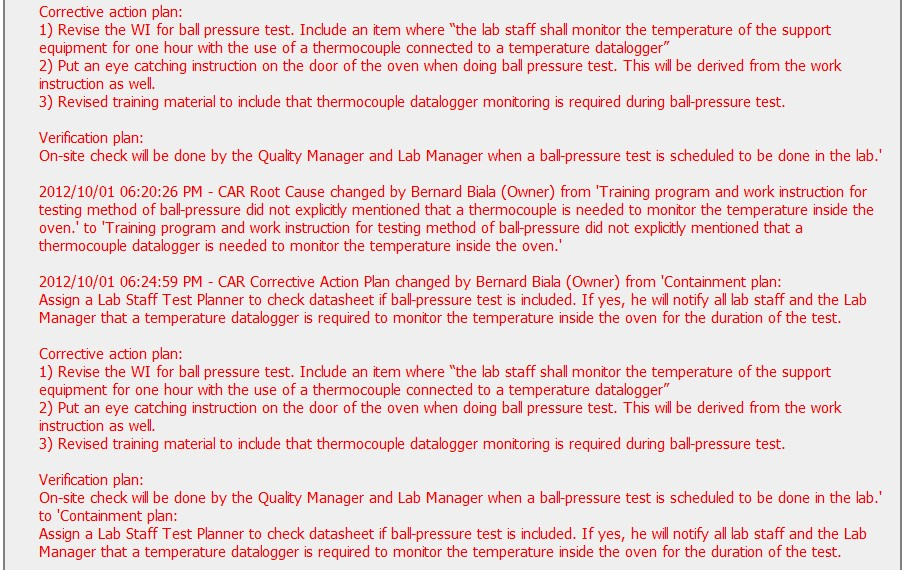 Corrective action plan:
1) Revise the WI for ball pressure test. Include an item where “the lab staff shall monitor the temperature of the support
equipment for one hour with the use of a thermocouple connected to a temperature datalogger”
2) Put an eye catching instruction on the door of the oven when doing ball pressure test. This will be derived from the work
instruction as well.
3) Revised training material to include that thermocouple datalogger monitoring is required during ball-pressure test.
Verification plan:
On-site check will be done by the Quality Manager and Lab Manager when a ball-pressure test is scheduled to be done in the lab.'
2012/10/01 06:20:26 PM - CAR Root Cause changed by Bernard Biala (Owner) from 'Training program and work instruction for
testing method of ball-pressure did not explicitly mentioned that a thermocouple is needed to monitor the temperature inside the
oven.' to 'Training program and work instruction for testing method of ball-pressure did not explicitly mentioned that a
thermocouple datalogger is needed to monitor the temperature inside the oven.'
2012/10/01 06:24:59 PM - CAR Corrective Action Plan changed by Bernard Biala (Owner) from 'Containment plan:
Assign a Lab Staff Test Planner to check datasheet if ball-pressure test is included. If yes, he will notify all lab staff and the Lab
Manager that a temperature datalogger is required to monitor the temperature inside the oven for the duration of the test.
Corrective action plan:
1) Revise the WI for ball pressure test. Include an item where “the lab staff shall monitor the temperature of the support
equipment for one hour with the use of a thermocouple connected to a temperature datalogger”
2) Put an eye catching instruction on the door of the oven when doing ball pressure test. This will be derived from the work
instruction as well.
3) Revised training material to include that thermocouple datalogger monitoring is required during ball-pressure test.
Verification plan:
On-site check will be done by the Quality Manager and Lab Manager when a ball-pressure test is scheduled to be done in the lab.'
to 'Containment plan:
Assign a Lab Staff Test Planner to check datasheet if ball-pressure test is included. If yes, he will notify all lab staff and the Lab
Manager that a temperature datalogger is required to monitor the temperature inside the oven for the duration of the test.